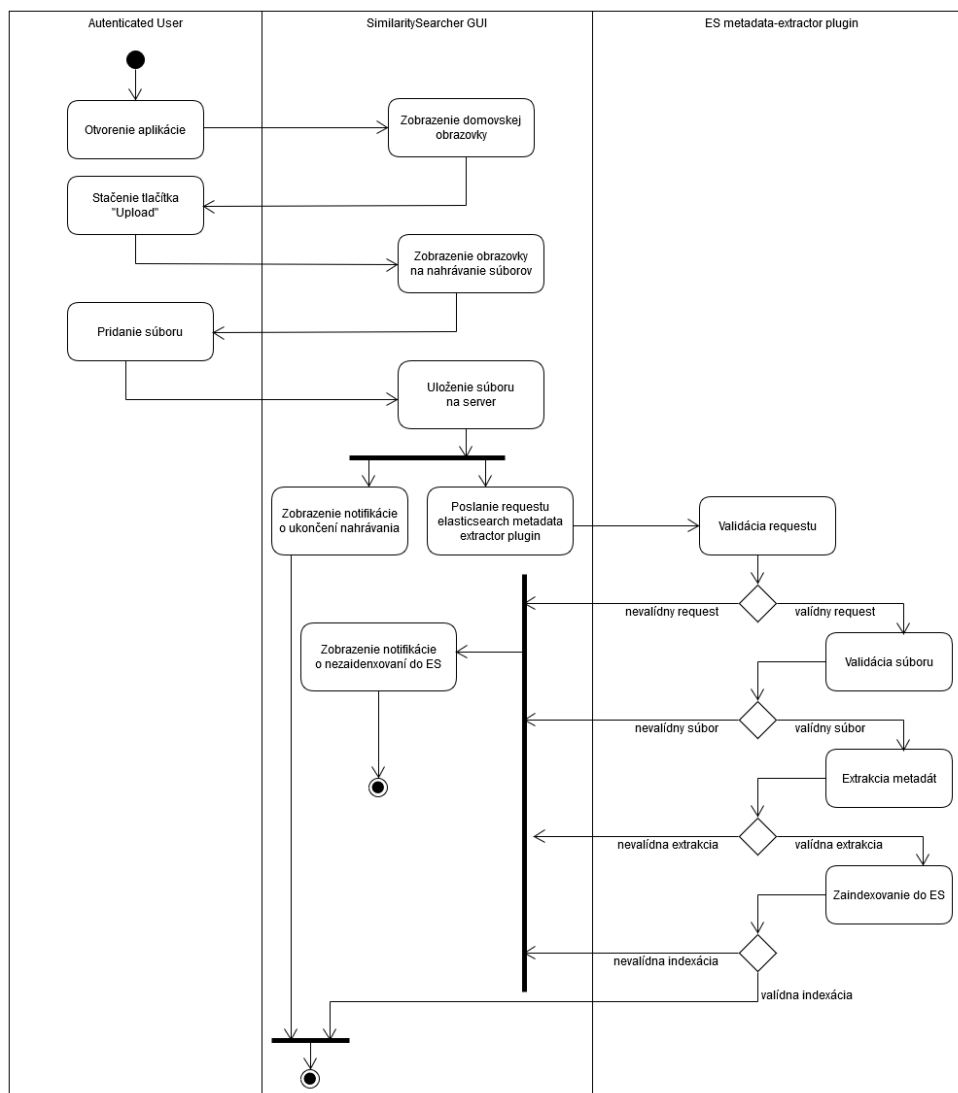 Autenticated User
SimilaritySearcher GUI
ES metadata-extractor plugin
Otvorenie aplikácie
Zobrazenie domovskej
obrazovky
Stačenie tlačítka
"Upload"
Zobrazenie obrazovky
na nahrávanie súborov
Pridanie súboru
Uloženie súboru
na server
Zobrazenie notifikácie
o ukončení nahrávania
Poslanie requestu
elasticsearch metadata
extractor plugin
Validácia requestu
nevalídny request
valídny request
Zobrazenie notifikácie
o nezaidenxovaní do ES
Validácia súboru
nevalídny súbor
valídny súbor
Extrakcia metadát
nevalídna extrakcia
valídna extrakcia
Zaindexovanie do ES
nevalídna indexácia
valídna indexácia